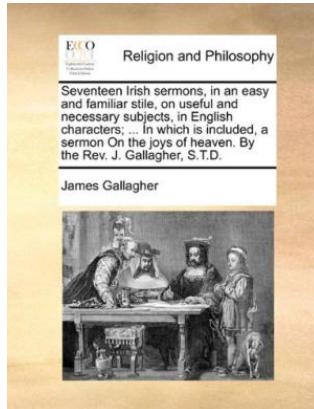 ECCO
Religion and Philosophy
Seventeen Irish sermons, in an easy
and familiar stile, on useful and
necessary subjects, in English
characters; ... In which is included, a
sermon On the joys of heaven. By
the Rev. J. Gallagher, S.T.D.
James Gallagher